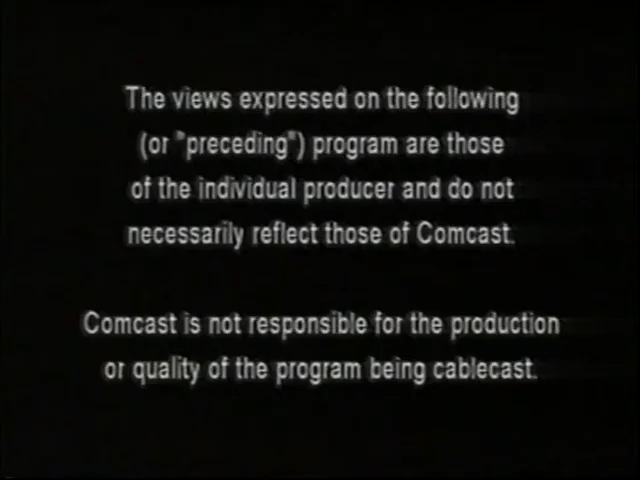 The views expressed on the following
(or "preceding") program are those
of the individual producer and do not
necessarily reflect those of Comcast.
Comcast is not responsible for the production
or quality of the program being cablecast.